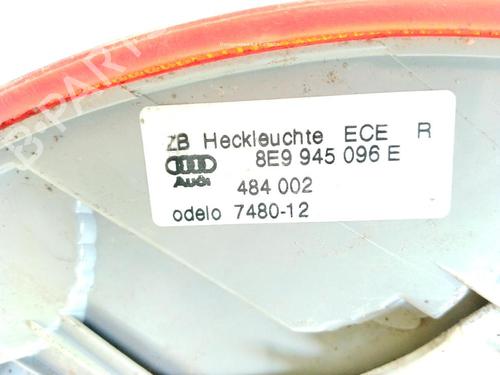 ZB Heckleuchte ECE R
8E9 945 096 E
Audi
484 002
odelo 7480-12